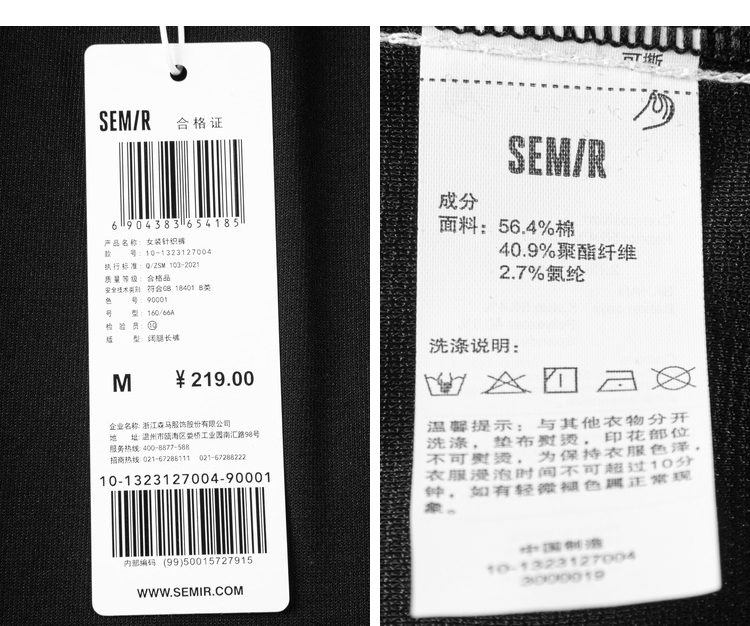 SEM/R 合格证
6 904383 654185
产品名称: 女装针织裤
款 号: 10-1323127004
执行标准: Q/ZSM 103-2021
质量等级: 合格品
安全技术类别: 符合GB 18401 B类
色 号: 90001
号 型: 160/66A
检 验 员: 10
版 型: 阔腿长裤
M ¥219.00
企业名称: 浙江森马服饰股份有限公司
地 址: 温州市瓯海区娄桥工业园南汇路98号
服务热线: 400-8877-588
招商热线: 021-67288111 021-67288222
10-1323127004-90001
内部编码 (99)50015727915
WWW.SEMIR.COM
可撕
SEM/R
成分
面料: 56.4%棉
40.9%聚酯纤维
2.7%氨纶
洗涤说明:
温馨提示: 与其他衣物分开
洗涤, 垫布熨烫, 印花部位
不可熨烫, 为保持衣服色泽,
衣服浸泡时间不可超过10分
钟, 如有轻微褪色属正常现
象。
中国制造
10-1323127004
3000019